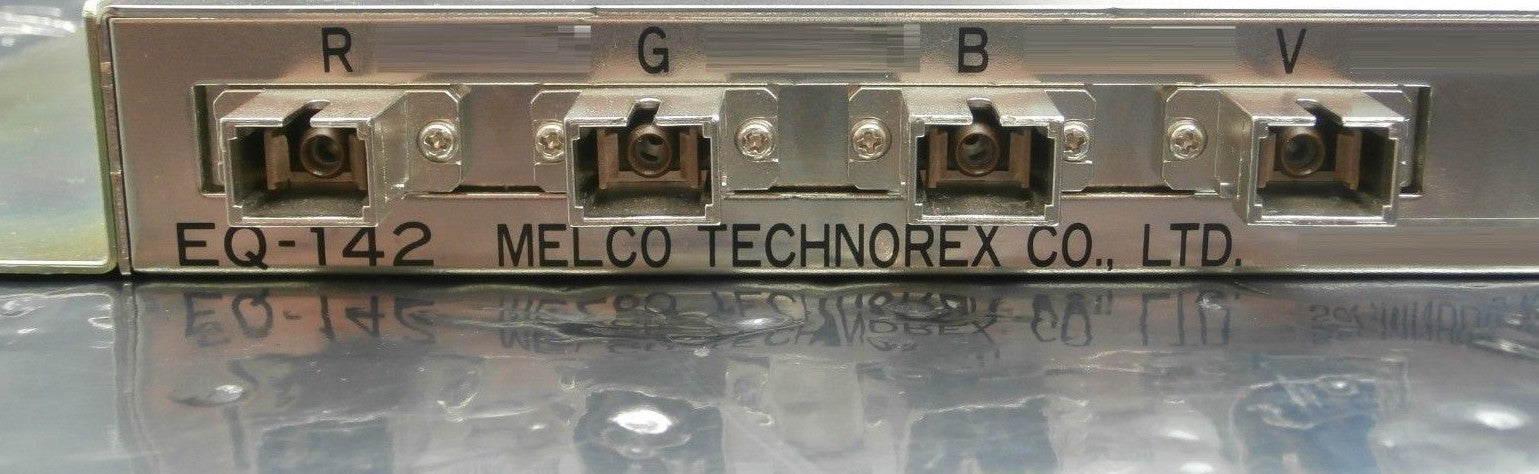 R G B V
EQ-142 MELCO TECHNOREX CO., LTD.